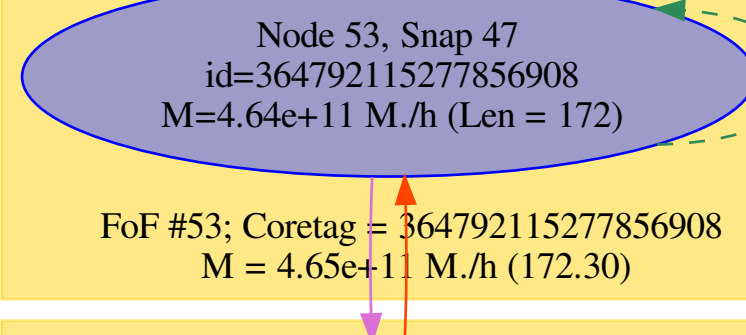 Node 53, Snap 47
id=364792115277856908
M=4.64e+11 M./h (Len = 172)
FoF #53; Coretag = 364792115277856908
M = 4.65e+11 M./h (172.30)